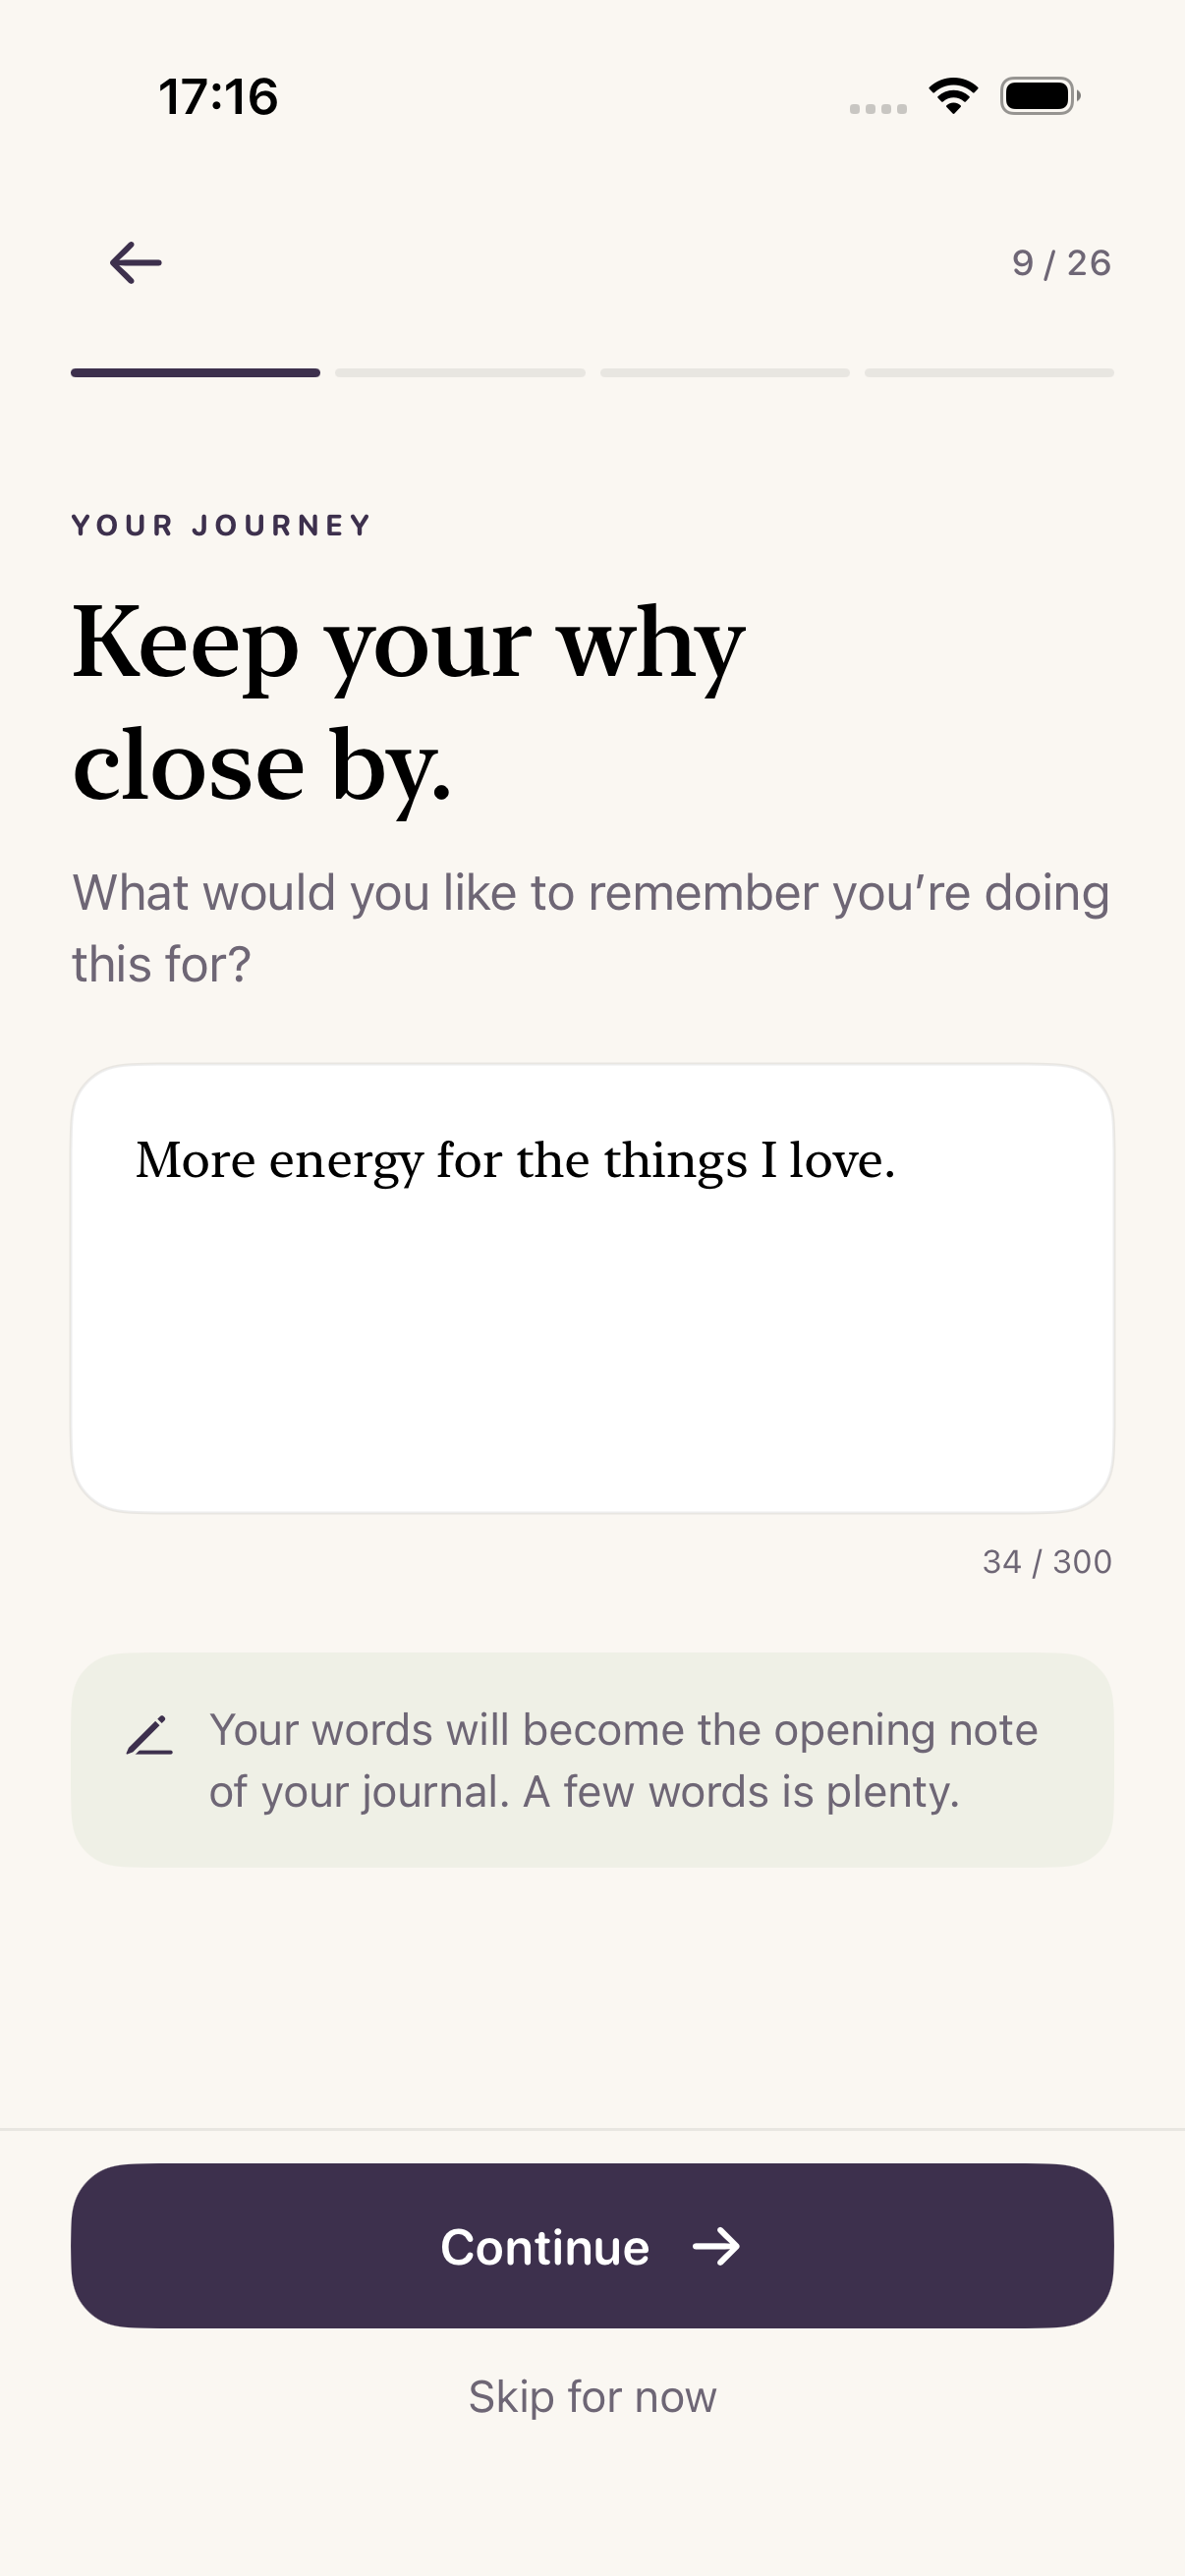 17:16
9 / 26
YOUR JOURNEY
Keep your why
close by.
What would you like to remember you’re doing
this for?
More energy for the things I love.
34 / 300
Your words will become the opening note
of your journal. A few words is plenty.
Continue
Skip for now